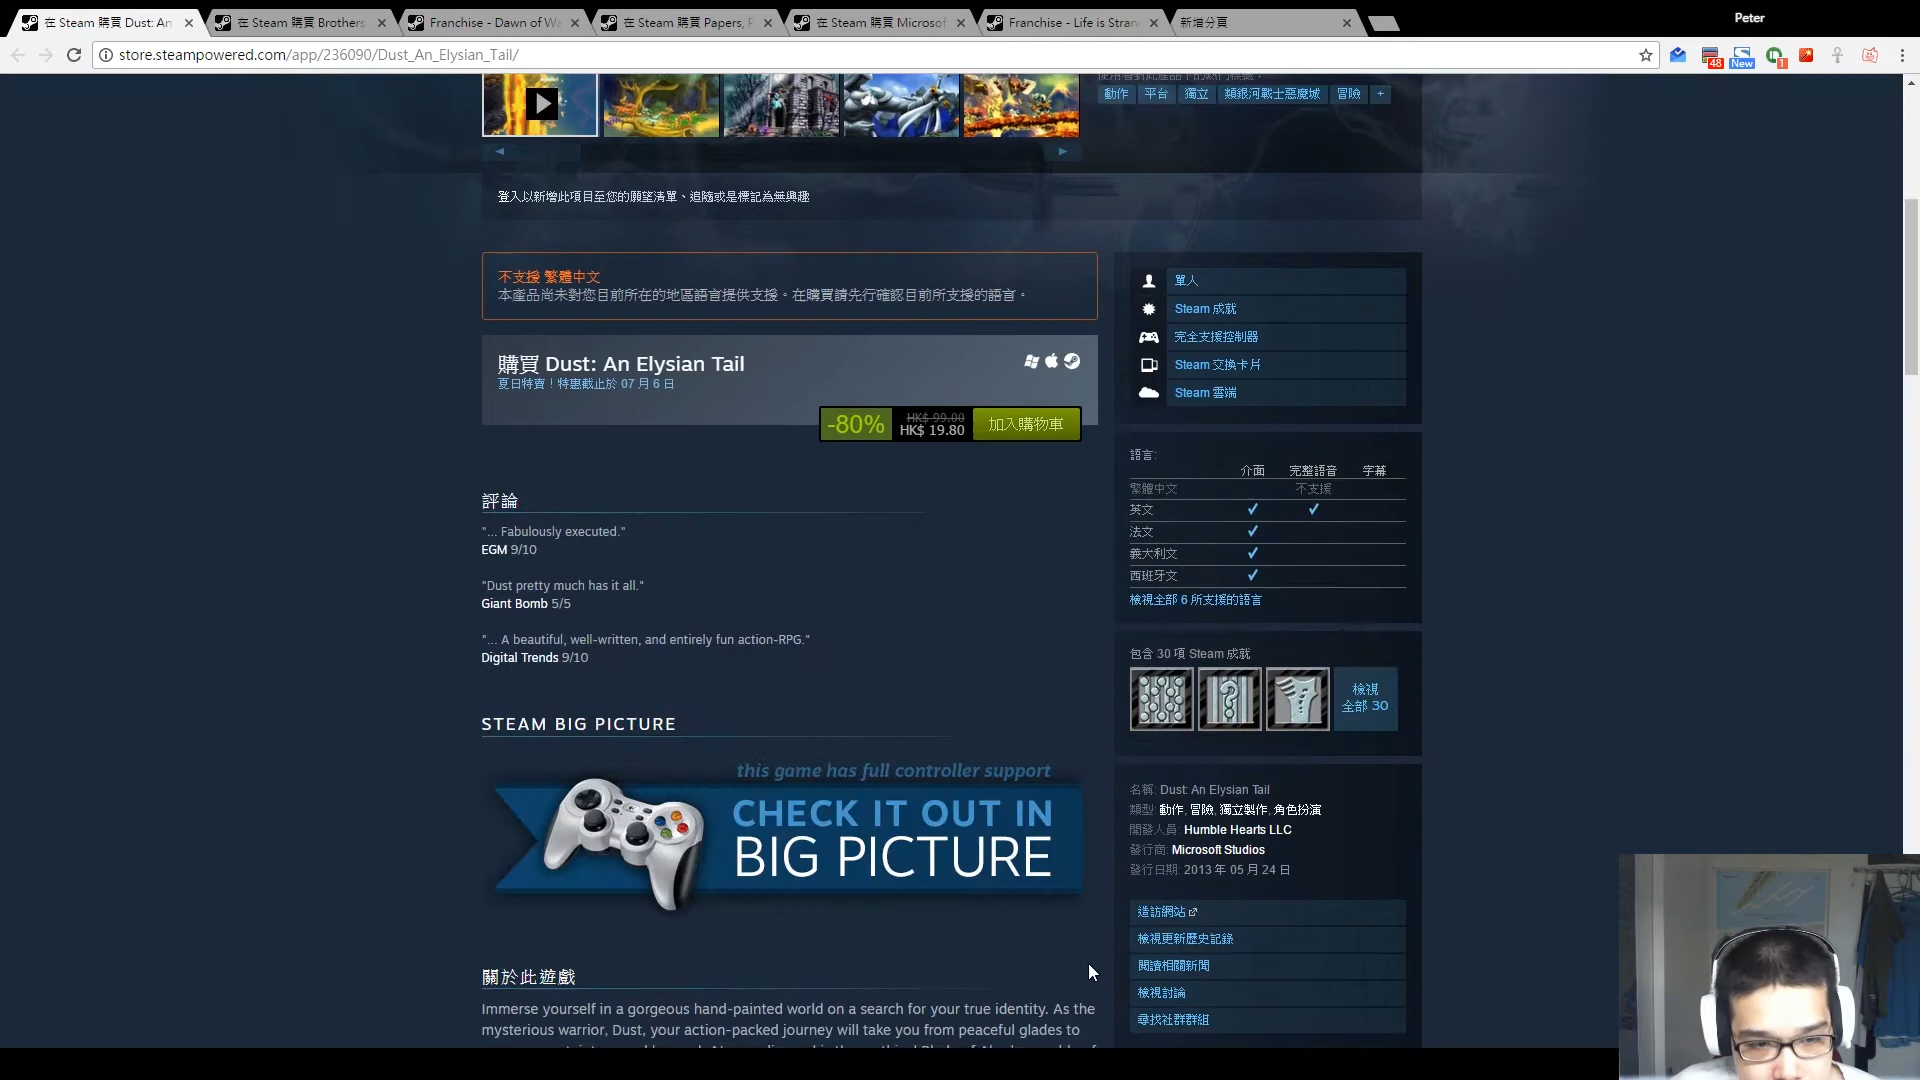 在 Steam 購買 Dust: An
在 Steam 購買 Brothers
Franchise - Dawn of Wa
在 Steam 購買 Papers, P
在 Steam 購買 Microsof
Franchise - Life is Stran
新增分頁
Peter
store.steampowered.com/app/236090/Dust_An_Elysian_Tail/
48
New
1
動作
平台
獨立
類銀河戰士惡魔城
冒險
+
登入以新增此項目至您的願望清單、追隨或是標記為無興趣
不支援 繁體中文
本產品尚未對您目前所在的地區語言提供支援。在購買請先行確認目前所支援的語言。
購買 Dust: An Elysian Tail
夏日特賣！特惠截止於 07 月 6 日
-80%
HK$ 99.00
HK$ 19.80
加入購物車
評論
"... Fabulously executed."
EGM 9/10
"Dust pretty much has it all."
Giant Bomb 5/5
"... A beautiful, well-written, and entirely fun action-RPG."
Digital Trends 9/10
STEAM BIG PICTURE
this game has full controller support
CHECK IT OUT IN
BIG PICTURE
關於此遊戲
Immerse yourself in a gorgeous hand-painted world on a search for your true identity. As the
mysterious warrior, Dust, your action-packed journey will take you from peaceful glades to
單人
Steam 成就
完全支援控制器
Steam 交換卡片
Steam 雲端
語言:
介面 完整語音 字幕
繁體中文 不支援
英文
法文
義大利文
西班牙文
檢視全部 6 所支援的語言
包含 30 項 Steam 成就
檢視
全部 30
名稱: Dust: An Elysian Tail
類型: 動作, 冒險, 獨立製作, 角色扮演
開發人員: Humble Hearts LLC
發行商: Microsoft Studios
發行日期: 2013 年 05 月 24 日
造訪網站
檢視更新歷史記錄
閱讀相關新聞
檢視討論
尋找社群群組